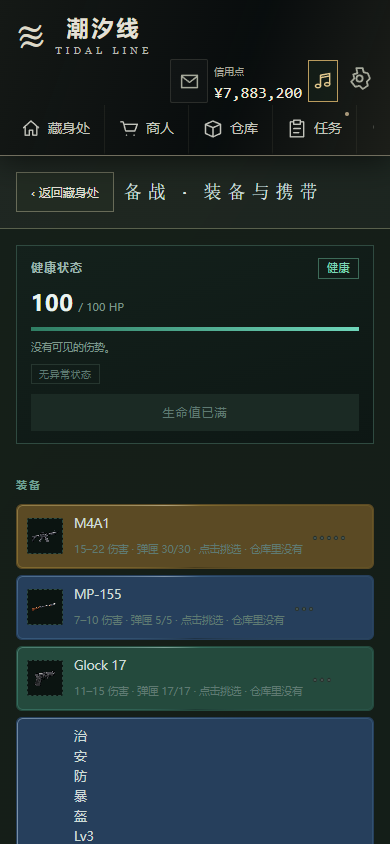 潮汐线
TIDAL LINE
信用点
¥7,883,200
藏身处
商人
仓库
任务
‹ 返回藏身处
备战 · 装备与携带
健康状态
健康
100 / 100 HP
没有可见的伤势。
无异常状态
生命值已满
装备
M4A1
15–22 伤害 · 弹匣 30/30 · 点击挑选 · 仓库里没有
MP-155
7–10 伤害 · 弹匣 5/5 · 点击挑选 · 仓库里没有
Glock 17
11–15 伤害 · 弹匣 17/17 · 点击挑选 · 仓库里没有
治
安
防
暴
盔
Lv3